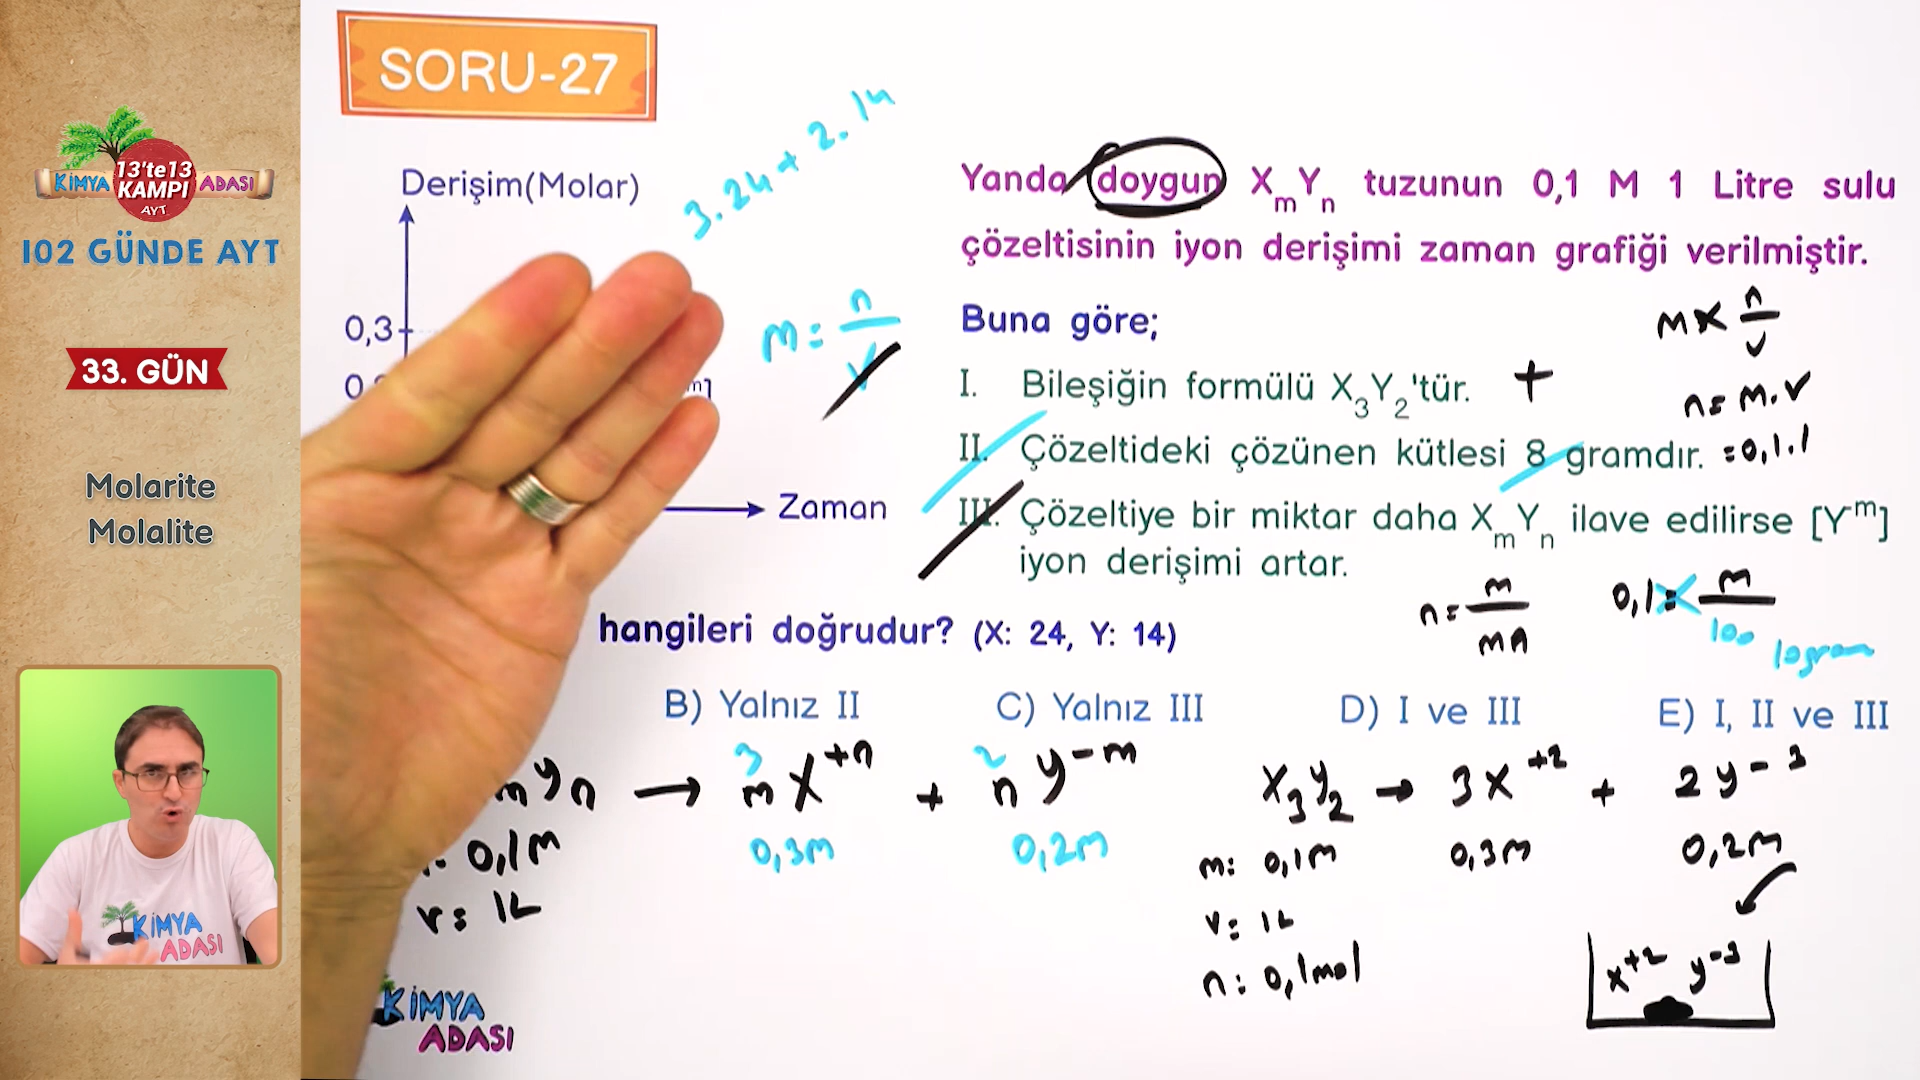 SORU-27
13'te13
KİMYA KAMPI ADASI
AYT
102 GÜNDE AYT
33. GÜN
Molarite
Molalite
KİMYA
ADASI
Derişim(Molar)
0,3
Zaman
3.24+2.14
m = n/v
Yanda doygun XmYn tuzunun 0,1 M 1 Litre sulu
çözeltisinin iyon derişimi zaman grafiği verilmiştir.
Buna göre;
I. Bileşiğin formülü X3Y2'tür. +
II. Çözeltideki çözünen kütlesi 8 gramdır.
III. Çözeltiye bir miktar daha XmYn ilave edilirse [Y-m]
iyon derişimi artar.
n = m.v
= 0,1.1
n = m/MA
0,1 = m/100
10gram
hangileri doğrudur? (X: 24, Y: 14)
B) Yalnız II
C) Yalnız III
D) I ve III
E) I, II ve III
mYn → mX+n + nY-m
3 2
0,1M 0,3M 0,2M
v = 1L
X3Y2 → 3X+2 + 2Y-3
m: 0,1M 0,3M 0,2M
v: 1L
n: 0,1mol
X+2 Y-3
KİMYA
ADASI